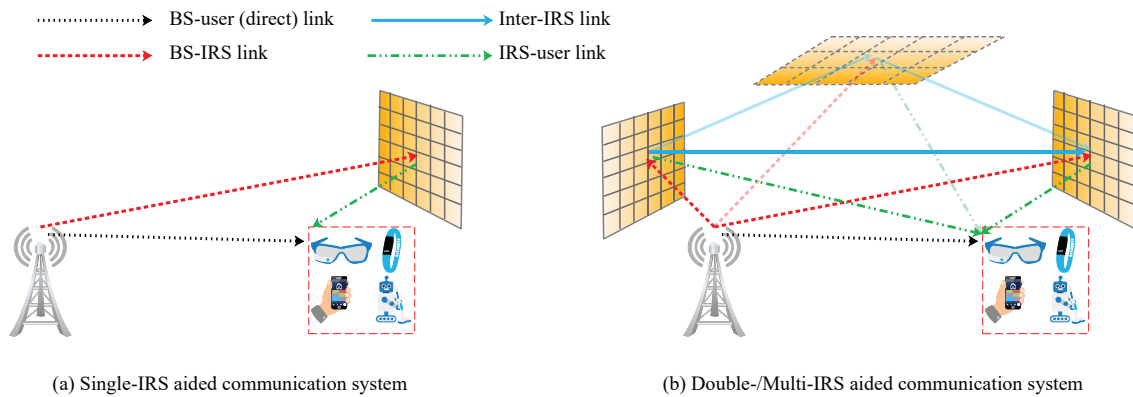 BS-user (direct) link
Inter-IRS link
BS-IRS link
IRS-user link
(a) Single-IRS aided communication system
(b) Double-/Multi-IRS aided communication system